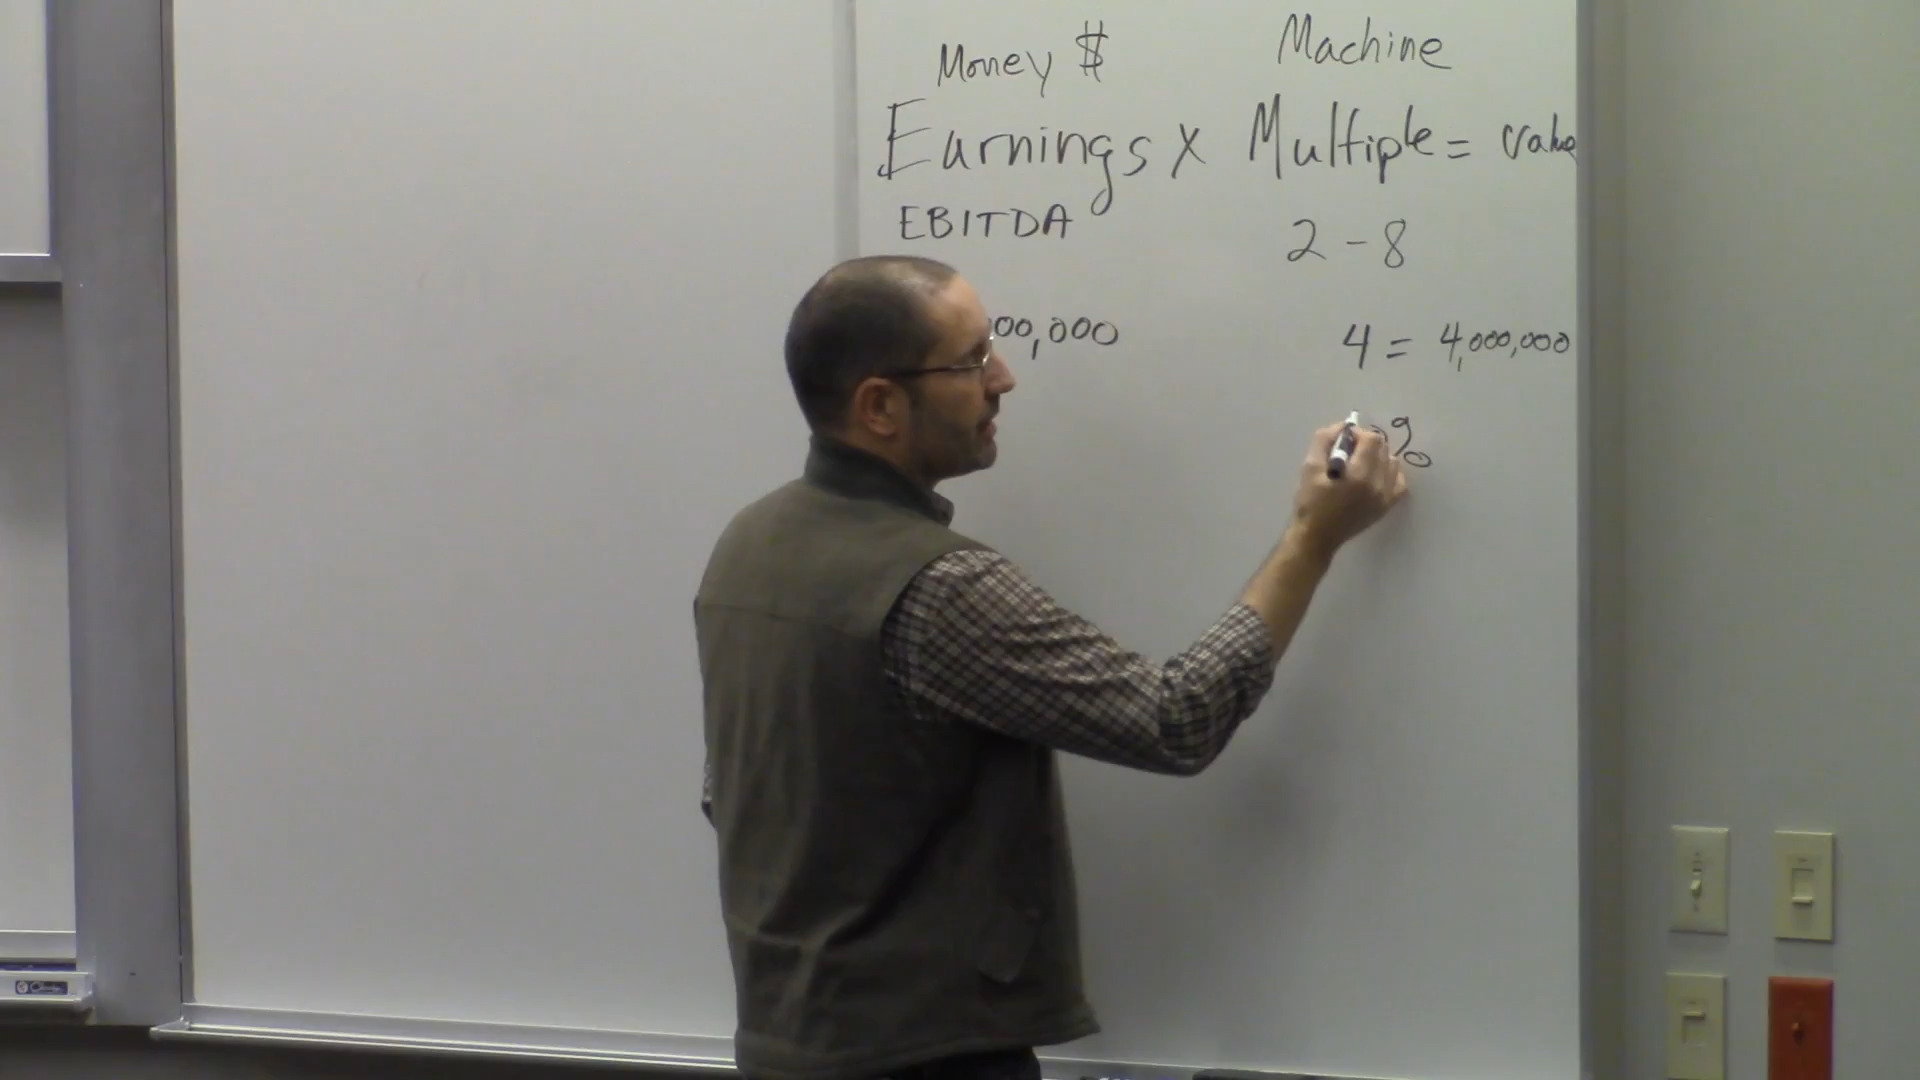 Money $ Machine
Earnings x Multiple = value
EBITDA 2 - 8
00,000 4 = 4,000,000
%